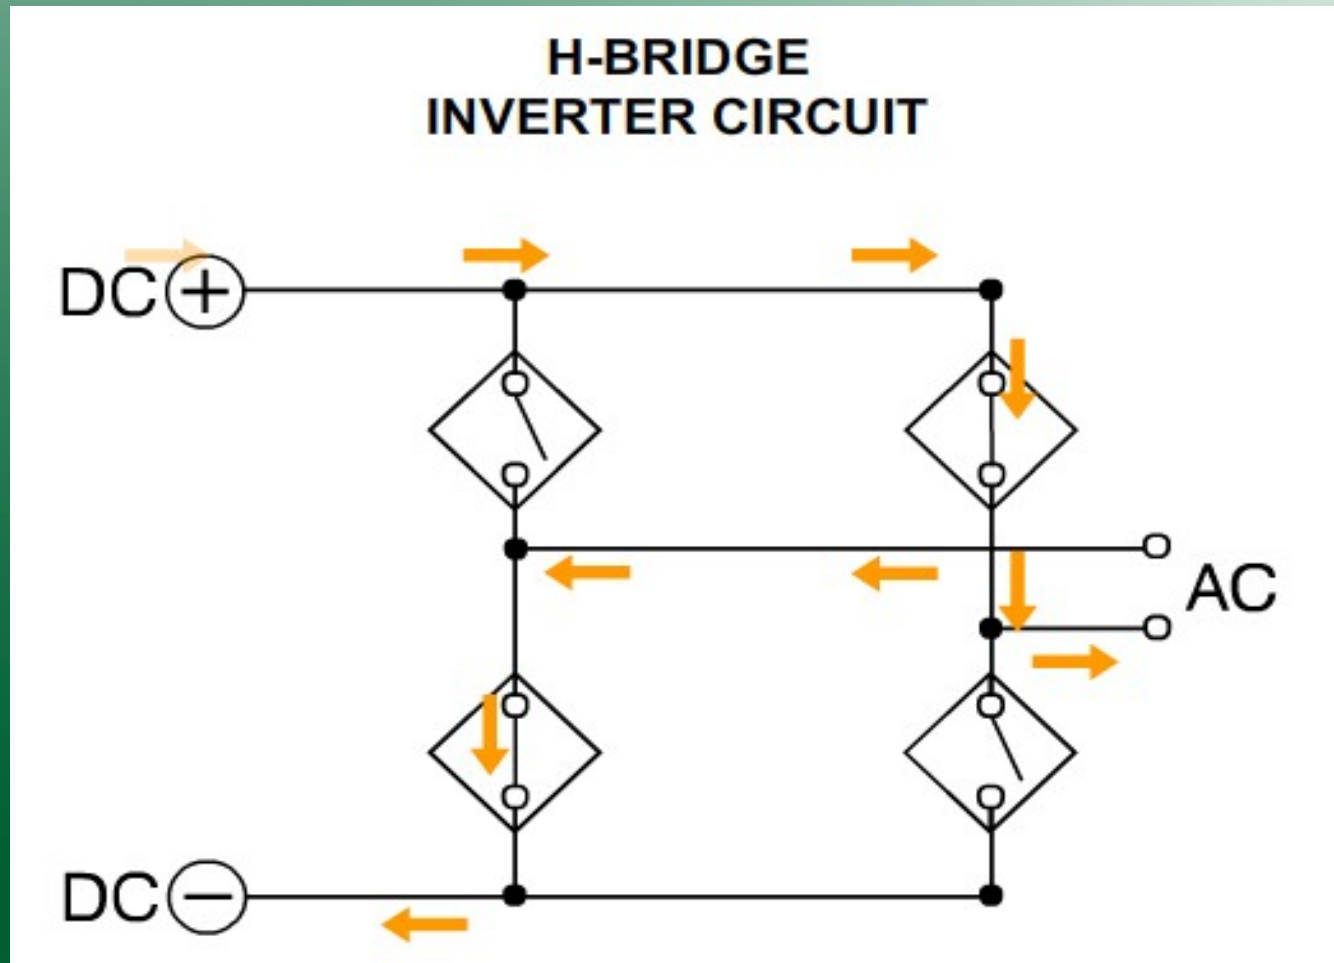 H-BRIDGE
INVERTER CIRCUIT
DC +
AC
DC −